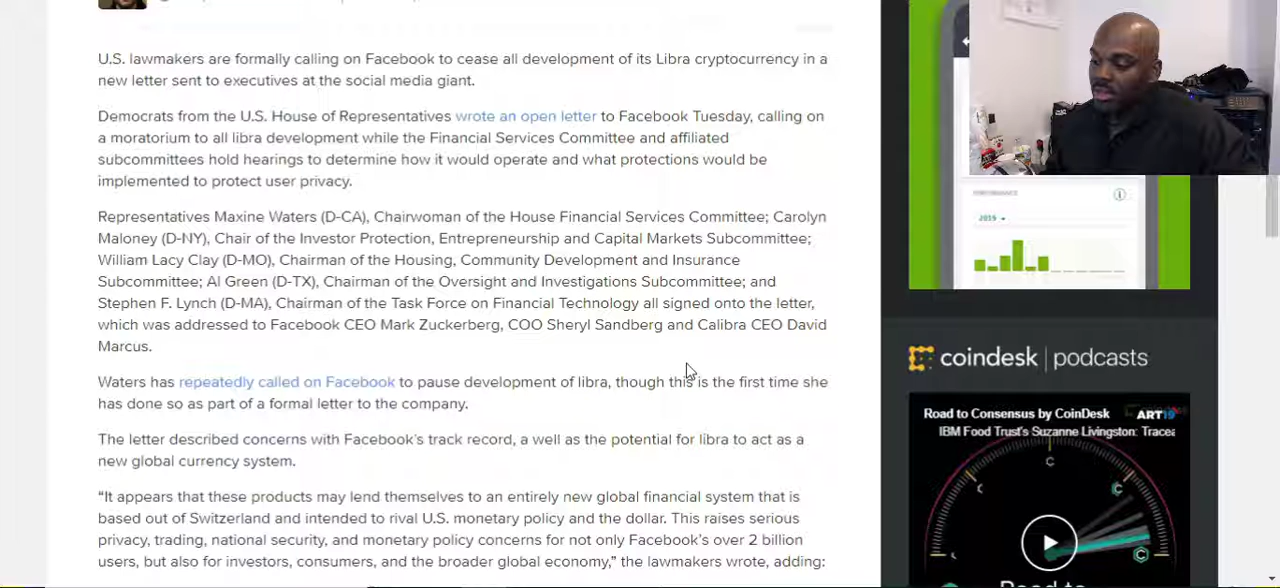 U.S. lawmakers are formally calling on Facebook to cease all development of its Libra cryptocurrency in a
new letter sent to executives at the social media giant.
Democrats from the U.S. House of Representatives wrote an open letter to Facebook Tuesday, calling on
a moratorium to all libra development while the Financial Services Committee and affiliated
subcommittees hold hearings to determine how it would operate and what protections would be
implemented to protect user privacy.
Representatives Maxine Waters (D-CA), Chairwoman of the House Financial Services Committee; Carolyn
Maloney (D-NY), Chair of the Investor Protection, Entrepreneurship and Capital Markets Subcommittee;
William Lacy Clay (D-MO), Chairman of the Housing, Community Development and Insurance
Subcommittee; Al Green (D-TX), Chairman of the Oversight and Investigations Subcommittee; and
Stephen F. Lynch (D-MA), Chairman of the Task Force on Financial Technology all signed onto the letter,
which was addressed to Facebook CEO Mark Zuckerberg, COO Sheryl Sandberg and Calibra CEO David
Marcus.
Waters has repeatedly called on Facebook to pause development of libra, though this is the first time she
has done so as part of a formal letter to the company.
The letter described concerns with Facebook's track record, a well as the potential for libra to act as a
new global currency system.
“It appears that these products may lend themselves to an entirely new global financial system that is
based out of Switzerland and intended to rival U.S. monetary policy and the dollar. This raises serious
privacy, trading, national security, and monetary policy concerns for not only Facebook's over 2 billion
users, but also for investors, consumers, and the broader global economy,” the lawmakers wrote, adding:
PERFORMANCE
2019
coindesk | podcasts
Road to Consensus by CoinDesk
ART19
IBM Food Trust's Suzanne Livingston: Tracea
Road to